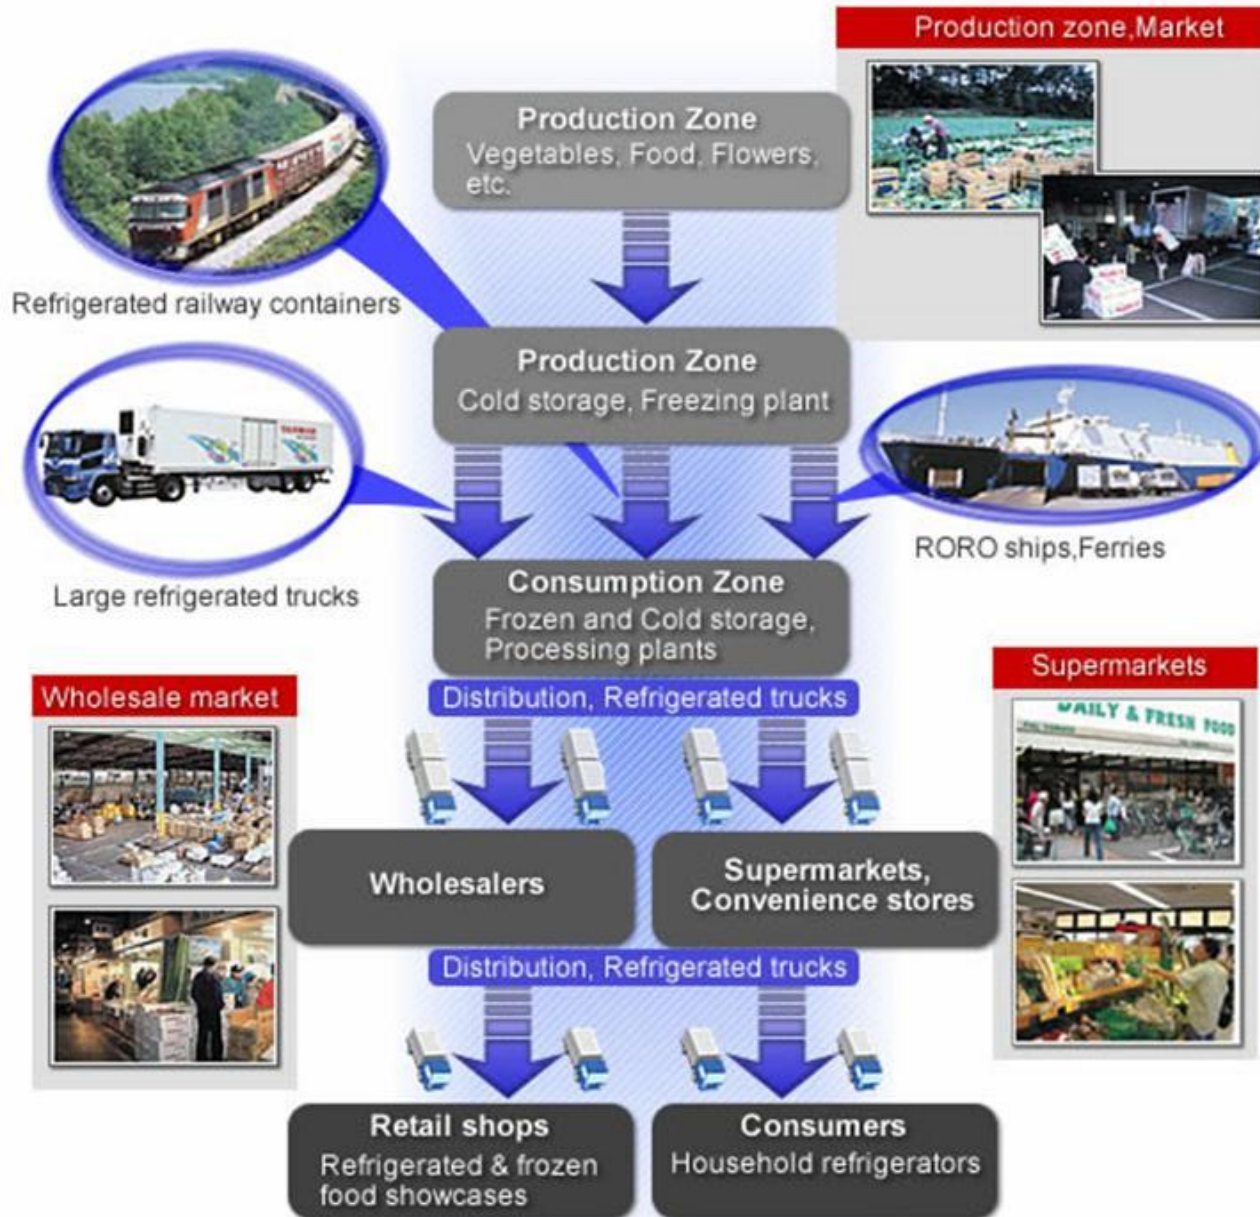 Production zone,Market
Production Zone
Vegetables, Food, Flowers,
etc.
Refrigerated railway containers
Production Zone
Cold storage, Freezing plant
RORO ships,Ferries
Large refrigerated trucks
Consumption Zone
Frozen and Cold storage,
Processing plants
Distribution, Refrigerated trucks
Wholesale market
Supermarkets
DAILY & FRESH FOOD
Wholesalers
Supermarkets,
Convenience stores
Distribution, Refrigerated trucks
Retail shops
Refrigerated & frozen
food showcases
Consumers
Household refrigerators